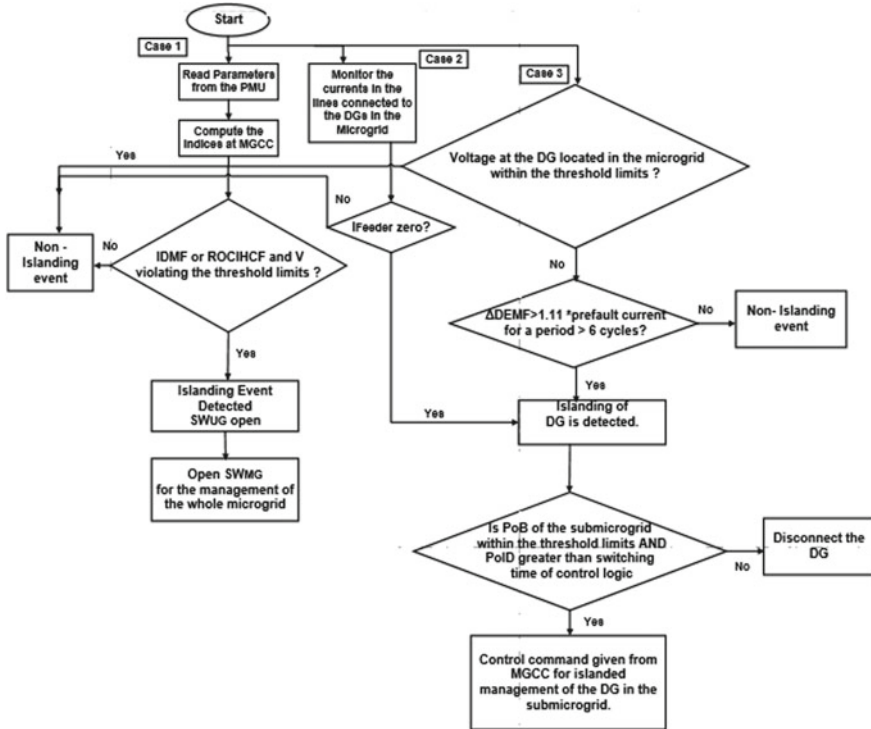 Start
Case 1
Case 2
Case 3
Read Parameters
from the PMU
Monitor the
currents in the
lines connected to
the DGs in the
Microgrid
Compute the
indices at MGCC
Yes
Voltage at the DG located in the microgrid
within the threshold limits ?
No
IFeeder zero?
Non -
Islanding
event
No
IDMF or ROCIHCF and V
violating the threshold limits ?
No
ΔDEMF>1.11 *prefault current
for a period > 6 cycles?
No
Non- Islanding
event
Yes
Yes
Islanding Event
Detected
SWUG open
Yes
Islanding of
DG is detected.
Open SWMG
for the management of
the whole microgrid
Is PoB of the submicrogrid
within the threshold limits AND
PoID greater than switching
time of control logic
No
Disconnect the
DG
Yes
Control command given from
MGCC for islanded
management of the DG in the
submicrogrid.